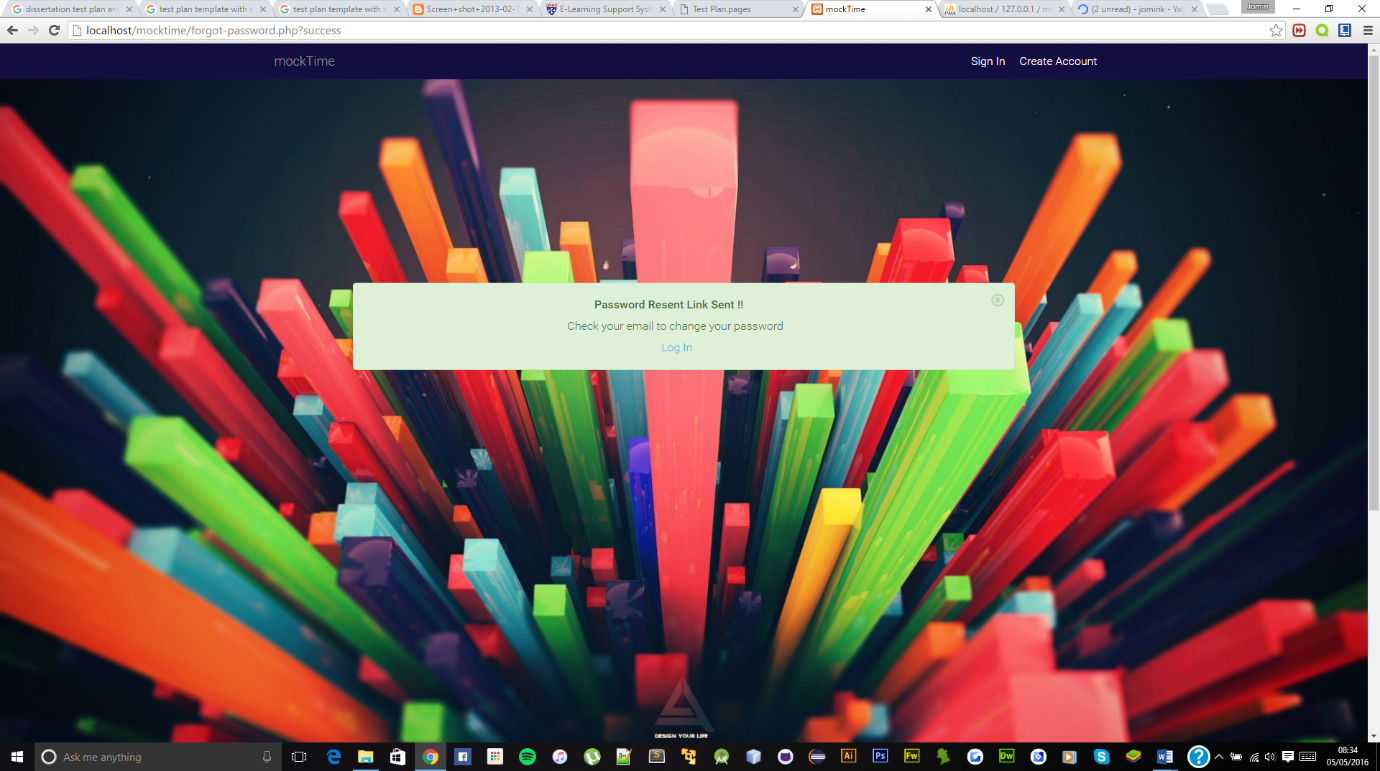 dissertation test plan and
test plan template with e
test plan template with e
Screen+shot+2013-02-1
E-Learning Support Syste
Test Plan.pages
mockTime
localhost / 127.0.0.1 / m
(2 unread) - jomink - Yah
Jomin
localhost/mocktime/forgot-password.php?success
mockTime
Sign In
Create Account
Password Resent Link Sent !!
Check your email to change your password
Log In
DESIGN YOUR LIFE
Ask me anything
08:34
05/05/2016